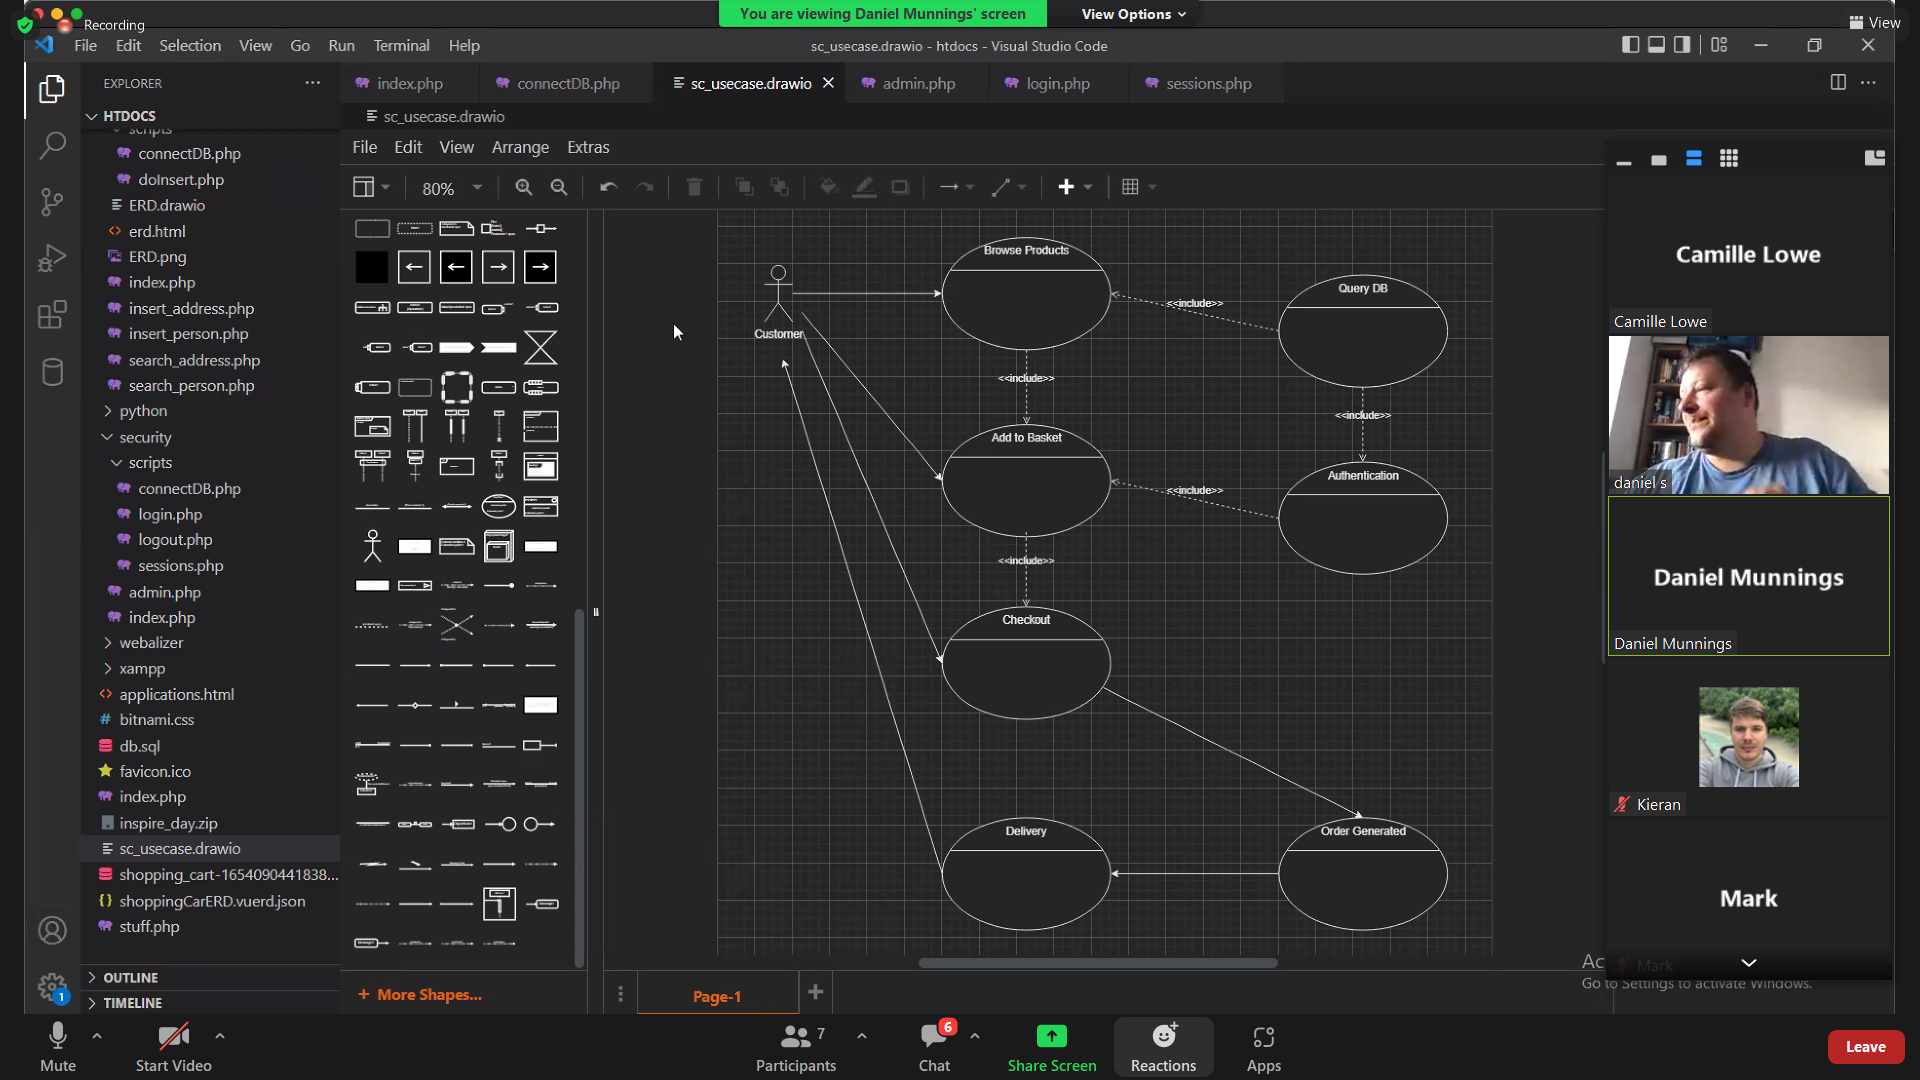 Recording
You are viewing Daniel Munnings' screen
View Options
View
File Edit Selection View Go Run Terminal Help
sc_usecase.drawio - htdocs - Visual Studio Code
EXPLORER
index.php
connectDB.php
sc_usecase.drawio
admin.php
login.php
sessions.php
HTDOCS
scripts
connectDB.php
doInsert.php
ERD.drawio
erd.html
ERD.png
index.php
insert_address.php
insert_person.php
search_address.php
search_person.php
python
security
scripts
connectDB.php
login.php
logout.php
sessions.php
admin.php
index.php
webalizer
xampp
applications.html
bitnami.css
db.sql
favicon.ico
index.php
inspire_day.zip
sc_usecase.drawio
shopping_cart-1654090441838...
shoppingCarERD.vuerd.json
stuff.php
OUTLINE
TIMELINE
1
sc_usecase.drawio
File Edit View Arrange Extras
80%
More Shapes...
Customer
Browse Products
<<include>>
Query DB
<<include>>
<<include>>
Add to Basket
<<include>>
Authentication
<<include>>
Checkout
Delivery
Order Generated
Page-1
Camille Lowe
Camille Lowe
daniel s
Daniel Munnings
Daniel Munnings
Kieran
Mark
Mark
Ac
Go to Settings to activate Windows.
Mute
Start Video
Participants
7
Chat
6
Share Screen
Reactions
Apps
Leave